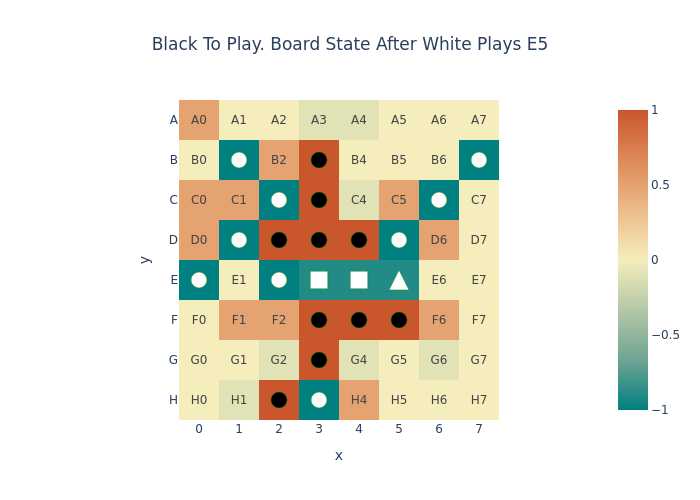 Black To Play. Board State After White Plays E5
A A0 A1 A2 A3 A4 A5 A6 A7 1
B B0 B2 B4 B5 B6
C C0 C1 C4 C5 C7 0.5
D D0 D6 D7
y 0
E E1 E6 E7
F F0 F1 F2 F6 F7 −0.5
G G0 G1 G2 G4 G5 G6 G7
H H0 H1 H4 H5 H6 H7 −1
0 1 2 3 4 5 6 7
x